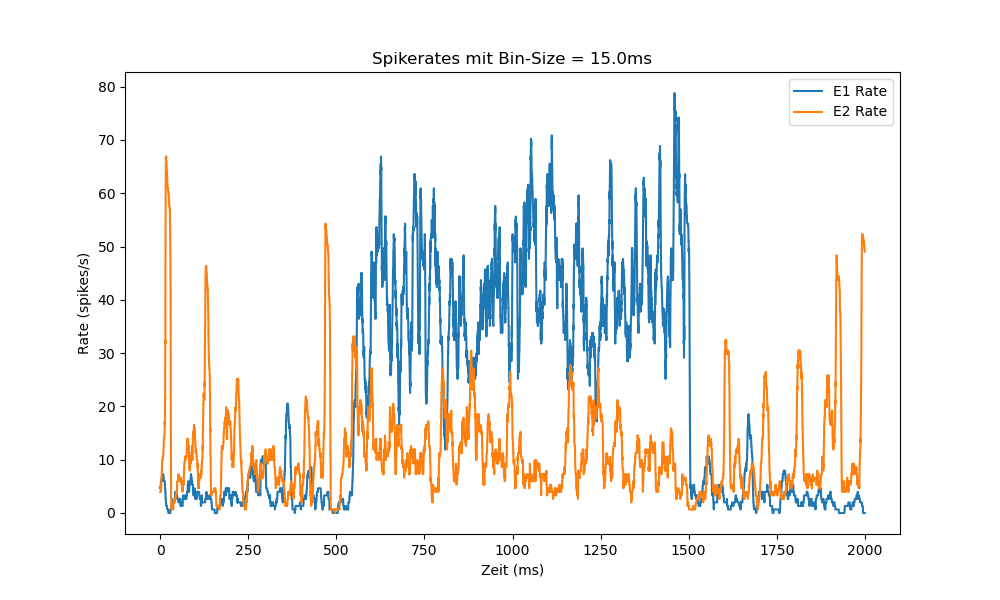 Spikerates mit Bin-Size = 15.0ms
E1 Rate
E2 Rate
Rate (spikes/s)
80
70
60
50
40
30
20
10
0
0 250 500 750 1000 1250 1500 1750 2000
Zeit (ms)